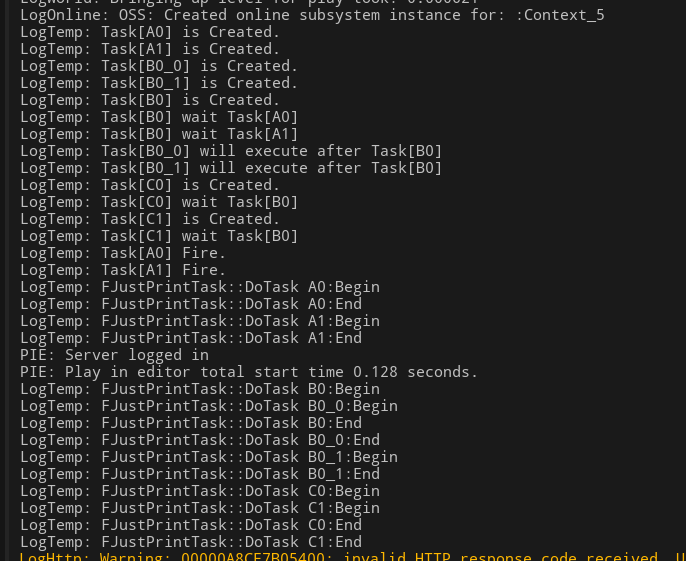 LogOnline: OSS: Created online subsystem instance for: :Context_5
LogTemp: Task[A0] is Created.
LogTemp: Task[A1] is Created.
LogTemp: Task[B0_0] is Created.
LogTemp: Task[B0_1] is Created.
LogTemp: Task[B0] is Created.
LogTemp: Task[B0] wait Task[A0]
LogTemp: Task[B0] wait Task[A1]
LogTemp: Task[B0_0] will execute after Task[B0]
LogTemp: Task[B0_1] will execute after Task[B0]
LogTemp: Task[C0] is Created.
LogTemp: Task[C0] wait Task[B0]
LogTemp: Task[C1] is Created.
LogTemp: Task[C1] wait Task[B0]
LogTemp: Task[A0] Fire.
LogTemp: Task[A1] Fire.
LogTemp: FJustPrintTask::DoTask A0:Begin
LogTemp: FJustPrintTask::DoTask A0:End
LogTemp: FJustPrintTask::DoTask A1:Begin
LogTemp: FJustPrintTask::DoTask A1:End
PIE: Server logged in
PIE: Play in editor total start time 0.128 seconds.
LogTemp: FJustPrintTask::DoTask B0:Begin
LogTemp: FJustPrintTask::DoTask B0_0:Begin
LogTemp: FJustPrintTask::DoTask B0:End
LogTemp: FJustPrintTask::DoTask B0_0:End
LogTemp: FJustPrintTask::DoTask B0_1:Begin
LogTemp: FJustPrintTask::DoTask B0_1:End
LogTemp: FJustPrintTask::DoTask C0:Begin
LogTemp: FJustPrintTask::DoTask C1:Begin
LogTemp: FJustPrintTask::DoTask C0:End
LogTemp: FJustPrintTask::DoTask C1:End
LogHttp: Warning: invalid HTTP response code received.